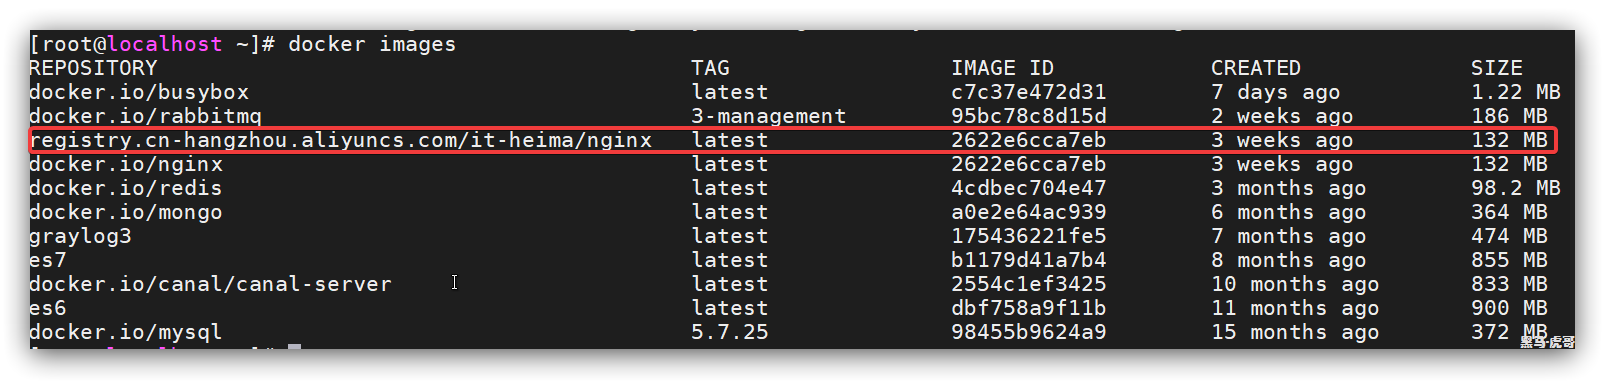 [root@localhost ~]# docker images
REPOSITORY TAG IMAGE ID CREATED SIZE
docker.io/busybox latest c7c37e472d31 7 days ago 1.22 MB
docker.io/rabbitmq 3-management 95bc78c8d15d 2 weeks ago 186 MB
registry.cn-hangzhou.aliyuncs.com/it-heima/nginx latest 2622e6cca7eb 3 weeks ago 132 MB
docker.io/nginx latest 2622e6cca7eb 3 weeks ago 132 MB
docker.io/redis latest 4cdbec704e47 3 months ago 98.2 MB
docker.io/mongo latest a0e2e64ac939 6 months ago 364 MB
graylog3 latest 175436221fe5 7 months ago 474 MB
es7 latest b1179d41a7b4 8 months ago 855 MB
docker.io/canal/canal-server latest 2554c1ef3425 10 months ago 833 MB
es6 latest dbf758a9f11b 11 months ago 900 MB
docker.io/mysql 5.7.25 98455b9624a9 15 months ago 372 MB
黑马·虎哥